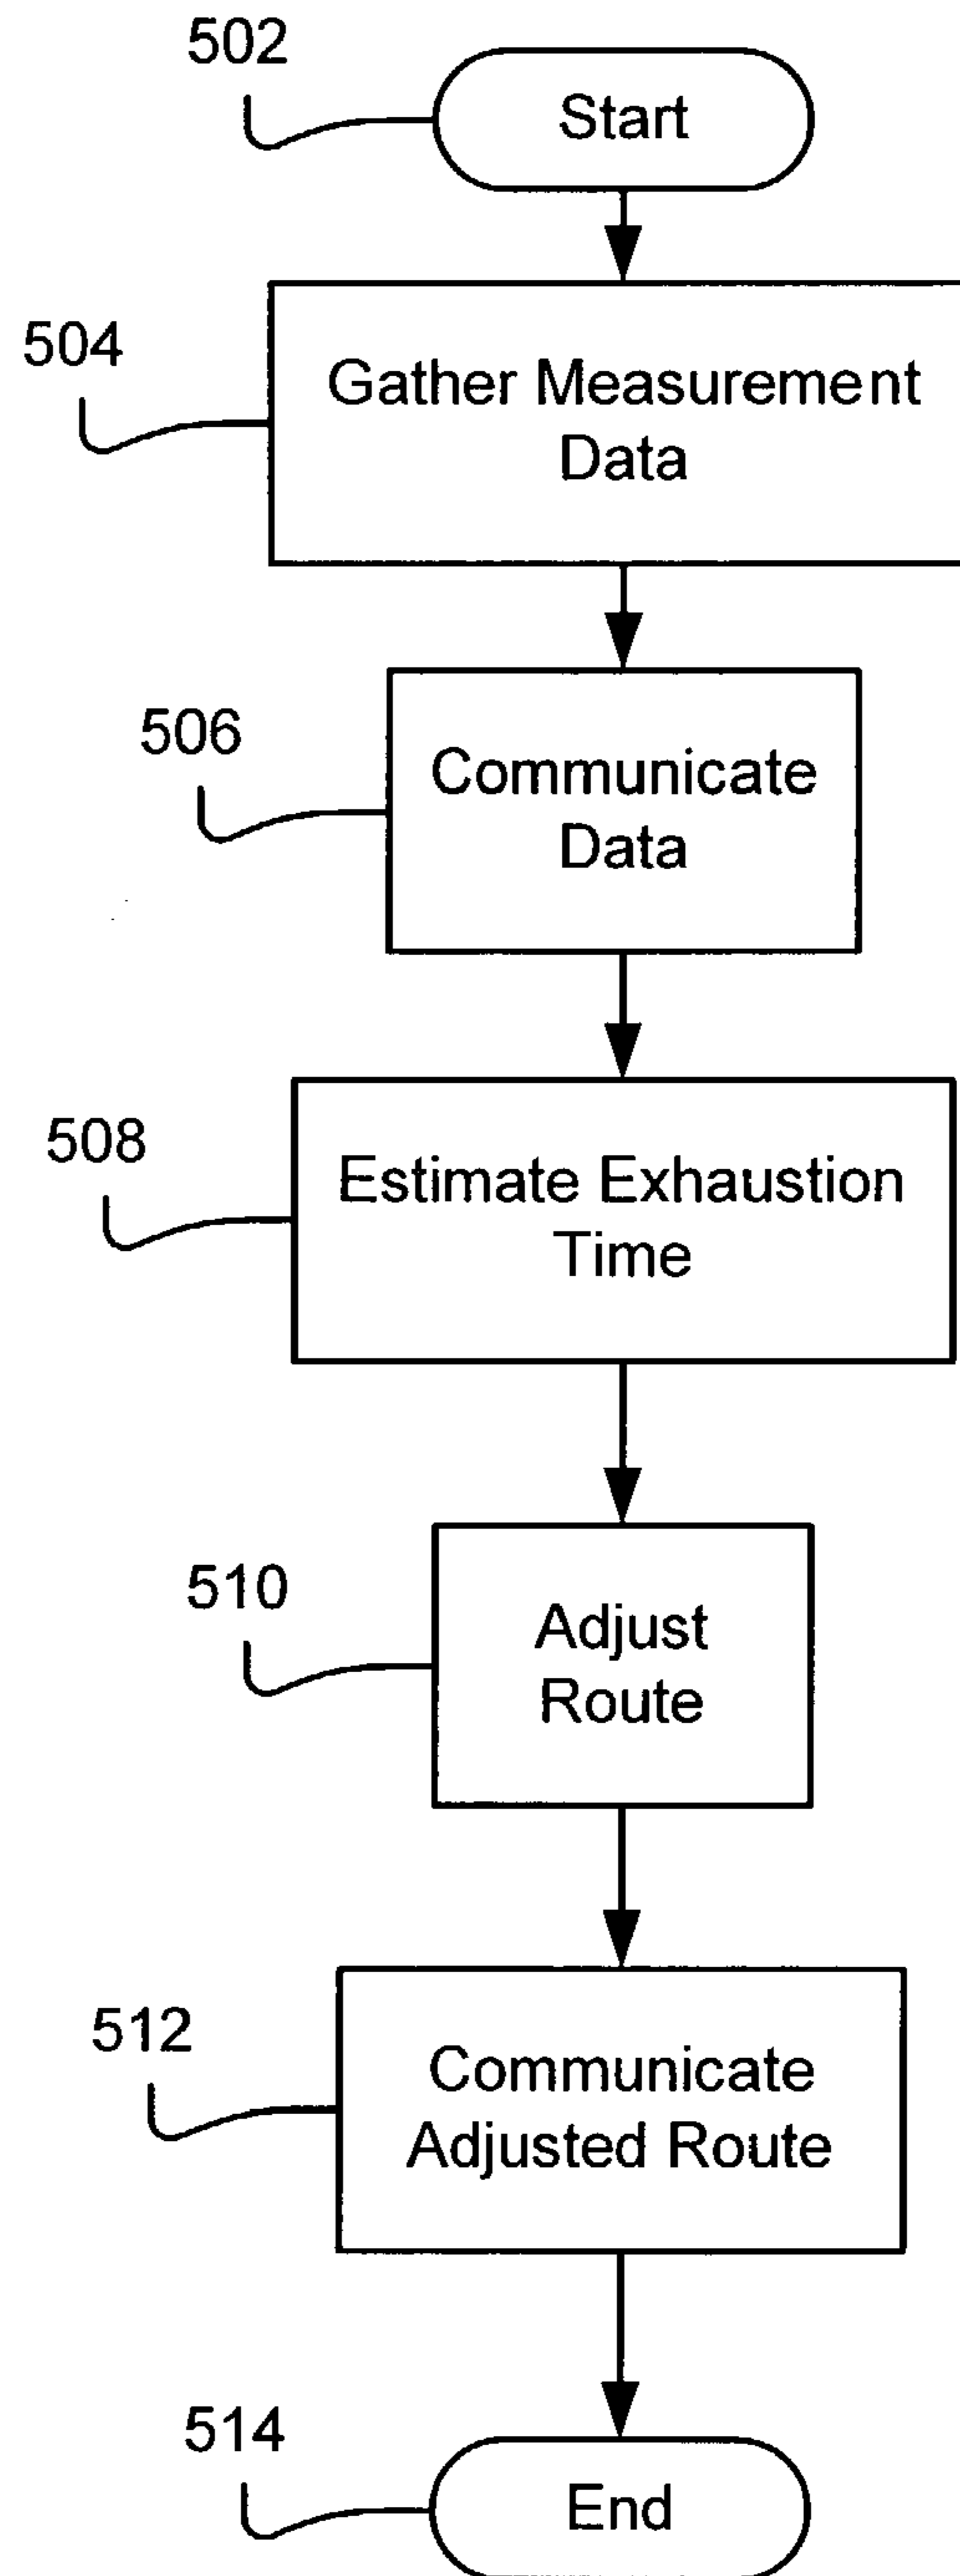 502
Start
504
Gather Measurement
Data
506
Communicate
Data
508
Estimate Exhaustion
Time
510
Adjust
Route
512
Communicate
Adjusted Route
514
End